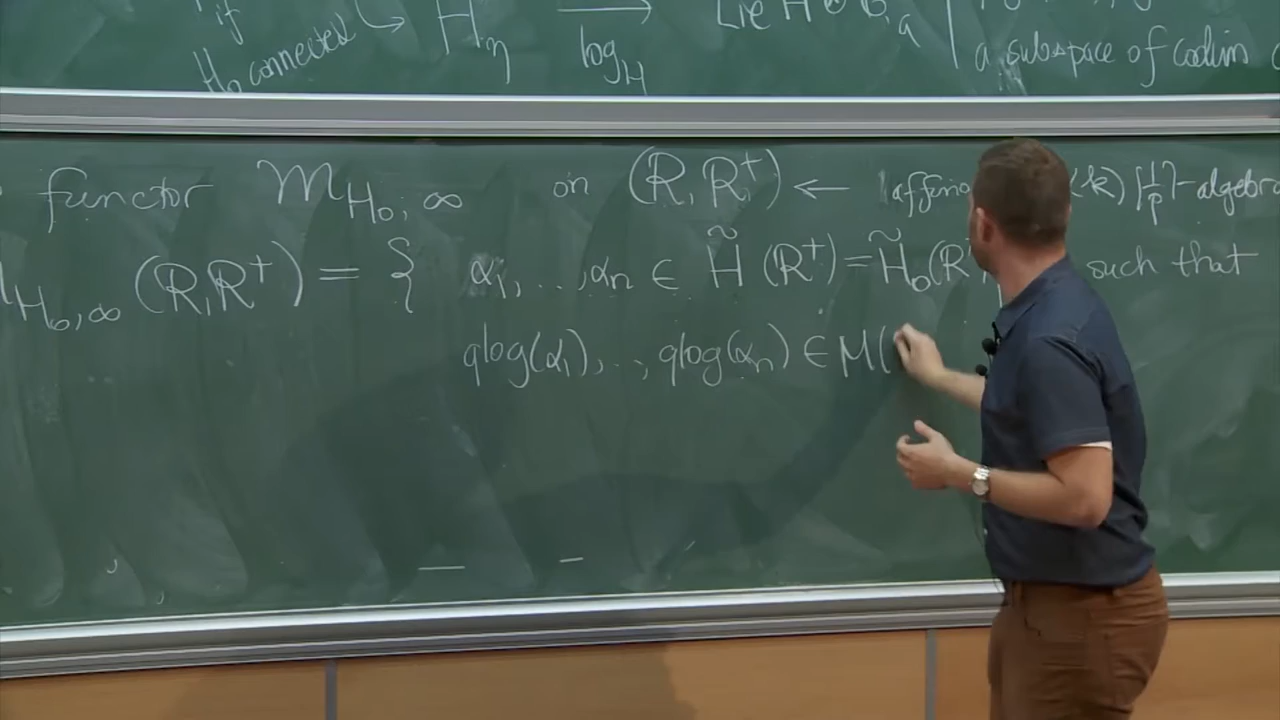 if H₀ connected ↪ H_η —→ log_H Lie H ⊗ G_a
a subspace of codim
functor M_{H₀,∞} on (R,R⁺) ← affine (k)[1/p]-algebra
H₀,∞ (R,R⁺) = { α₁,...,αₙ ∈ H̃(R⁺) = H̃₀(R such that
qlog(α₁),..., qlog(αₙ) ∈ M(